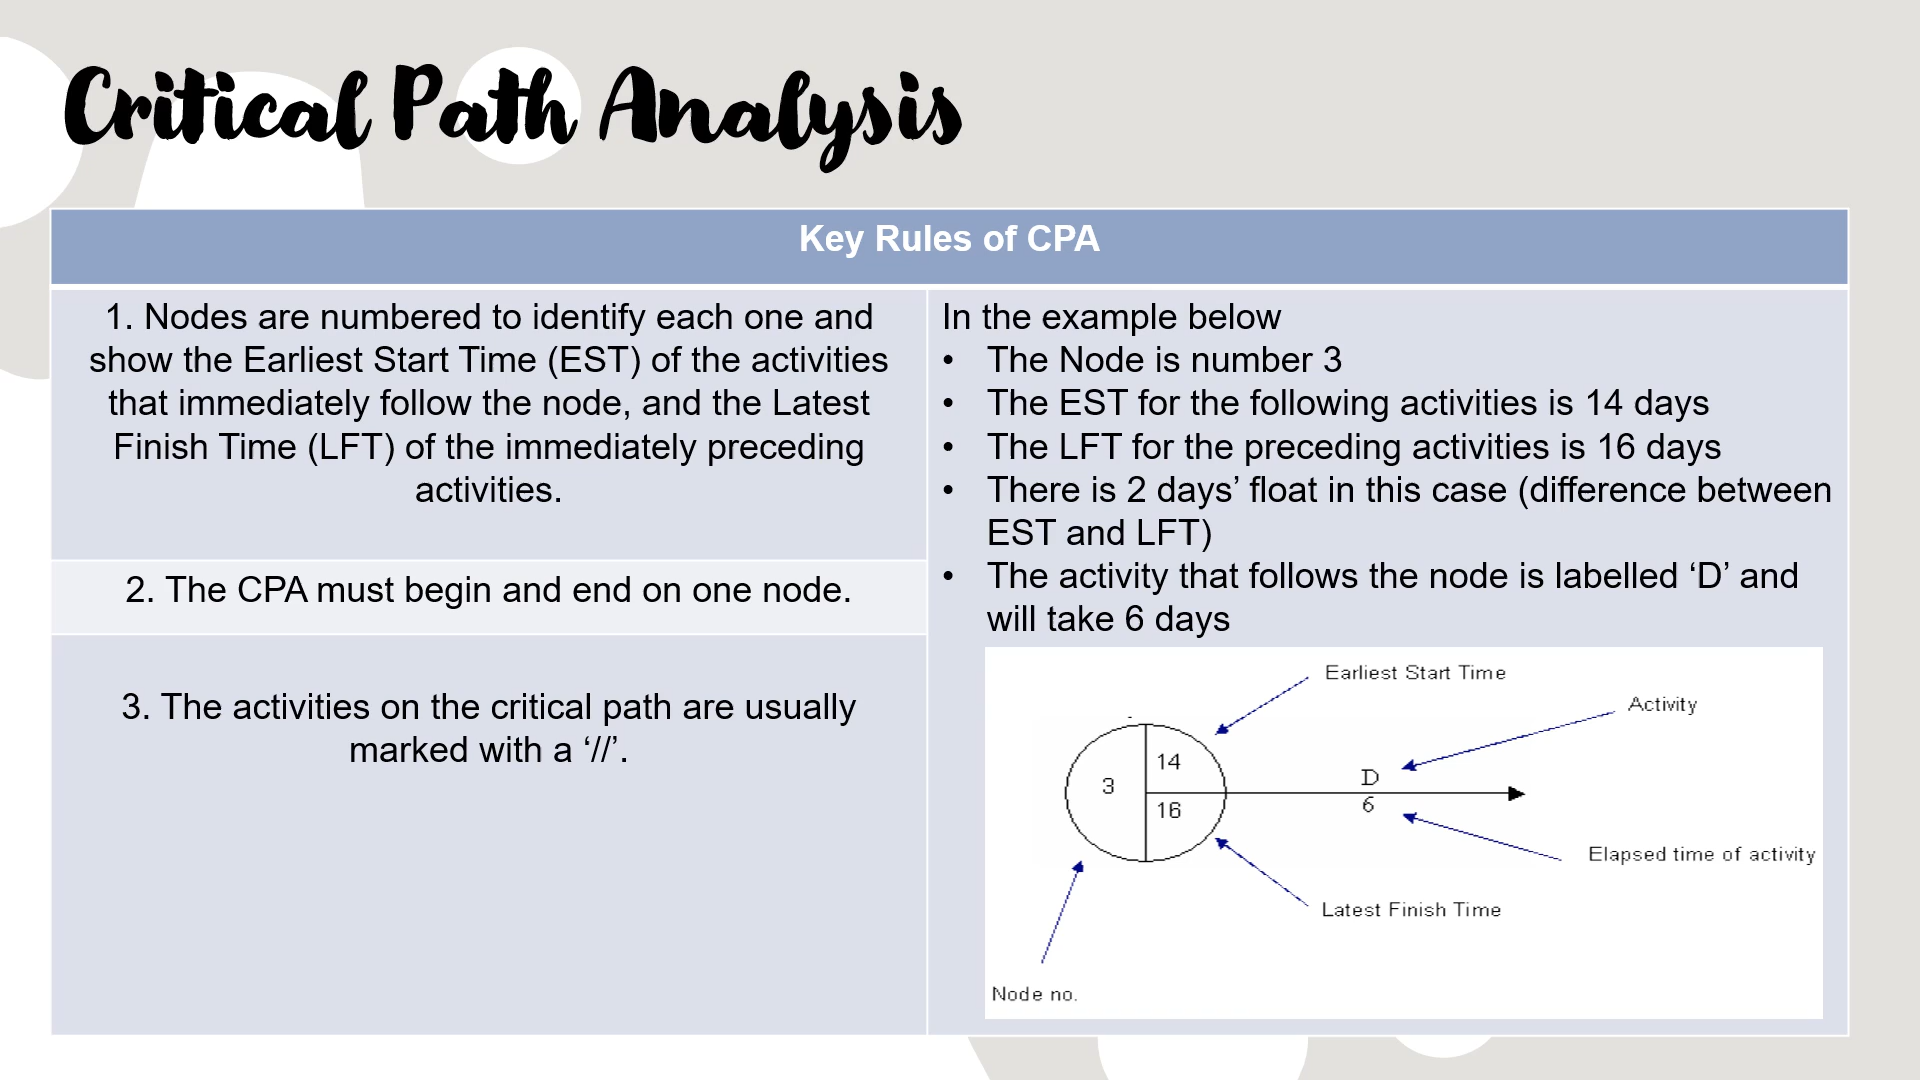 Critical Path Analysis
Key Rules of CPA
1. Nodes are numbered to identify each one and
show the Earliest Start Time (EST) of the activities
that immediately follow the node, and the Latest
Finish Time (LFT) of the immediately preceding
activities.
2. The CPA must begin and end on one node.
3. The activities on the critical path are usually
marked with a ‘//’.
In the example below
• The Node is number 3
• The EST for the following activities is 14 days
• The LFT for the preceding activities is 16 days
• There is 2 days’ float in this case (difference between
EST and LFT)
• The activity that follows the node is labelled ‘D’ and
will take 6 days
Earliest Start Time
Activity
14
3
D
16
6
Elapsed time of activity
Latest Finish Time
Node no.